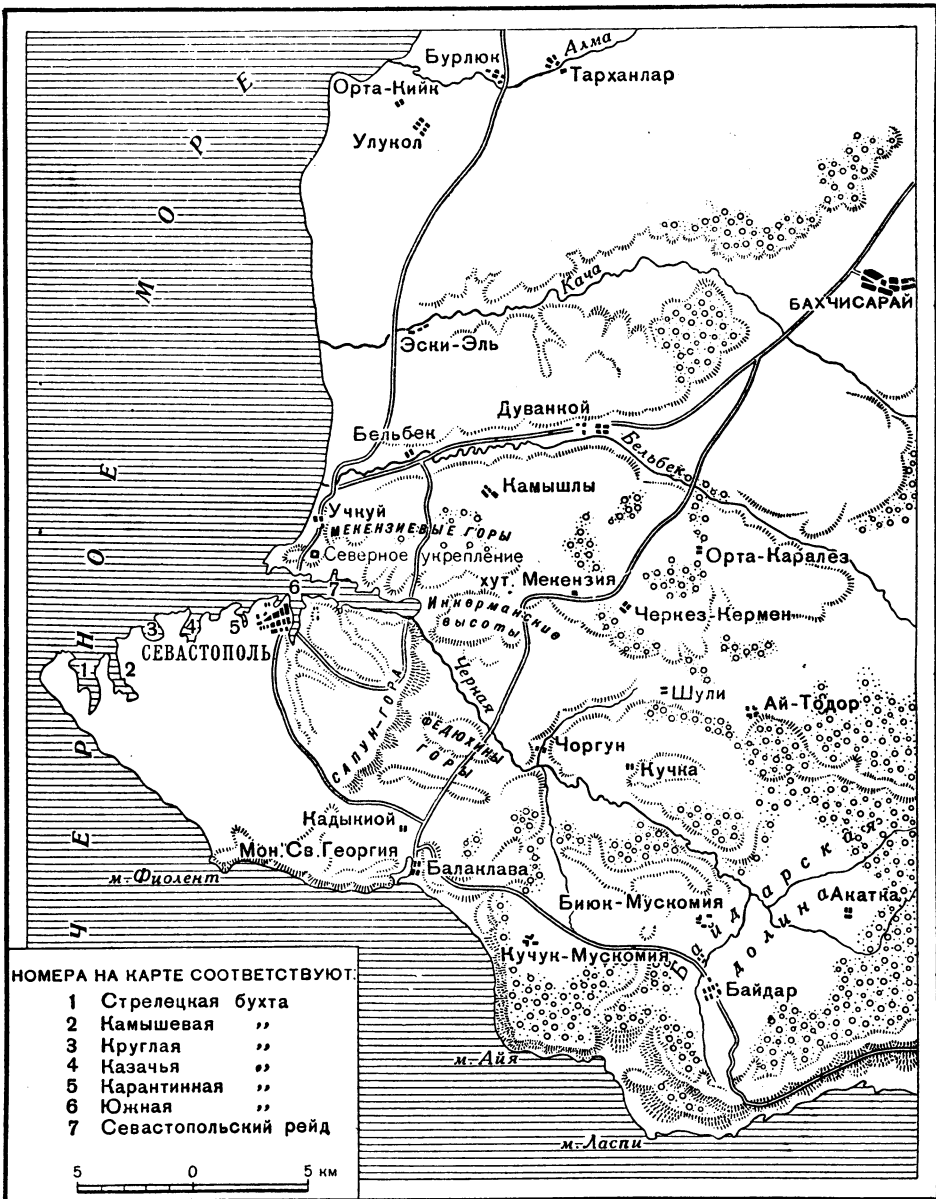 Бурлюк
Алма
Тарханлар
Орта-Кийк
Улукол
Кача
БАХЧИСАРАЙ
Эски-Эль
Дуванкой
Бельбек
Бельбек
Камышлы
Учкуй
МЕКЕНЗИЕВЫ ГОРЫ
Северное укрепление
Орта-Каралез
хут. Мекензия
6
7
Инкерманские
высоты
Черкез-Кермен
3
4
5
СЕВАСТОПОЛЬ
1
2
Черная
Шули
Ай-Тодор
САПУН-ГОРА
ФЕДЮХИНЫ
ГОРЫ
Чоргун
Кучка
Кадыкиой
Мон. Св. Георгия
м. Фиолент
Балаклава
Биюк-Мускомия
Байдарская
долина
Акатка
Кучук-Мускомия
Байдар
м. Айя
м. Ласпи
ЧЕРНОЕ МОРЕ
НОМЕРА НА КАРТЕ СООТВЕТСТВУЮТ:
1 Стрелецкая бухта
2 Камышевая „
3 Круглая „
4 Казачья „
5 Карантинная „
6 Южная „
7 Севастопольский рейд
5 0 5 км